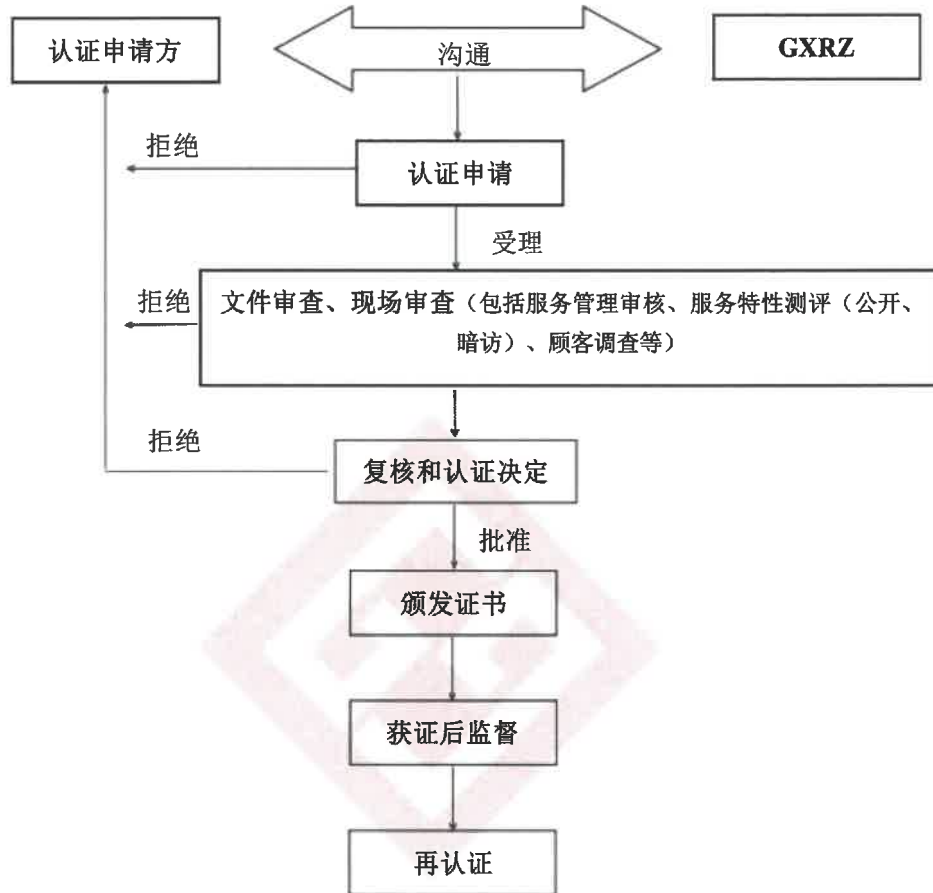 认证申请方
沟通
GXRZ
拒绝
认证申请
受理
拒绝
文件审查、现场审查（包括服务管理审核、服务特性测评（公开、
暗访）、顾客调查等）
拒绝
复核和认证决定
批准
颁发证书
获证后监督
再认证